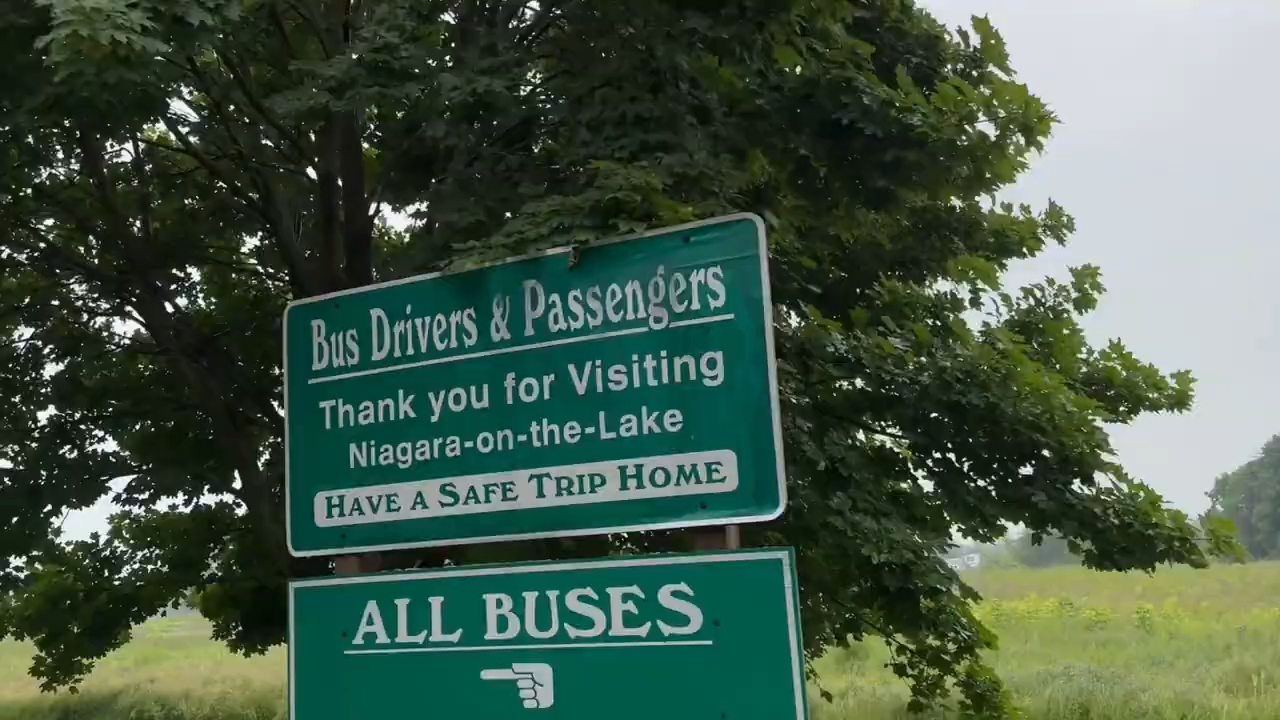 Bus Drivers & Passengers
Thank you for Visiting
Niagara-on-the-Lake
HAVE A SAFE TRIP HOME
ALL BUSES